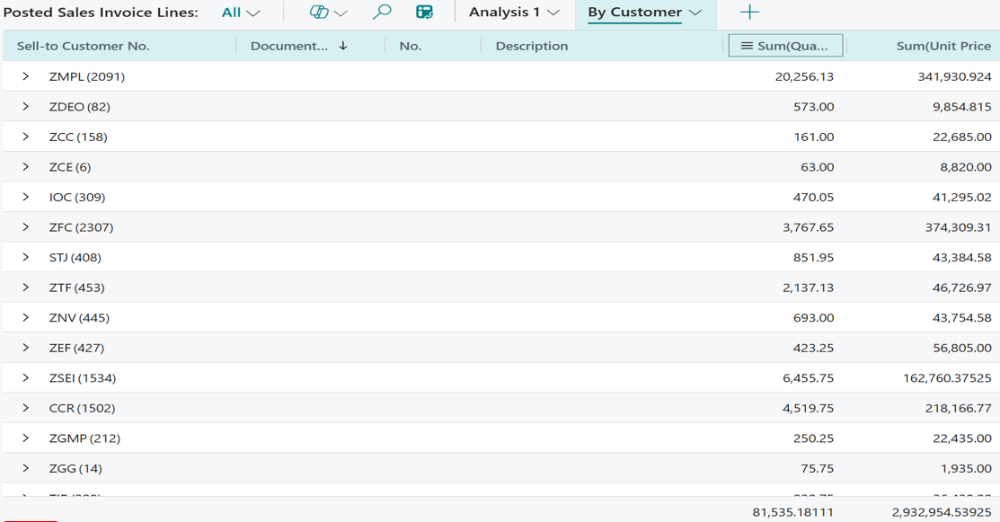 Posted Sales Invoice Lines: All Analysis 1 By Customer
Sell-to Customer No. Document... No. Description Sum(Qua... Sum(Unit Price
ZMPL (2091) 20,256.13 341,930.924
ZDEO (82) 573.00 9,854.815
ZCC (158) 161.00 22,685.00
ZCE (6) 63.00 8,820.00
IOC (309) 470.05 41,295.02
ZFC (2307) 3,767.65 374,309.31
STJ (408) 851.95 43,384.58
ZTF (453) 2,137.13 46,726.97
ZNV (445) 693.00 43,754.58
ZEF (427) 423.25 56,805.00
ZSEI (1534) 6,455.75 162,760.37525
CCR (1502) 4,519.75 218,166.77
ZGMP (212) 250.25 22,435.00
ZGG (14) 75.75 1,935.00
81,535.18111 2,932,954.53925